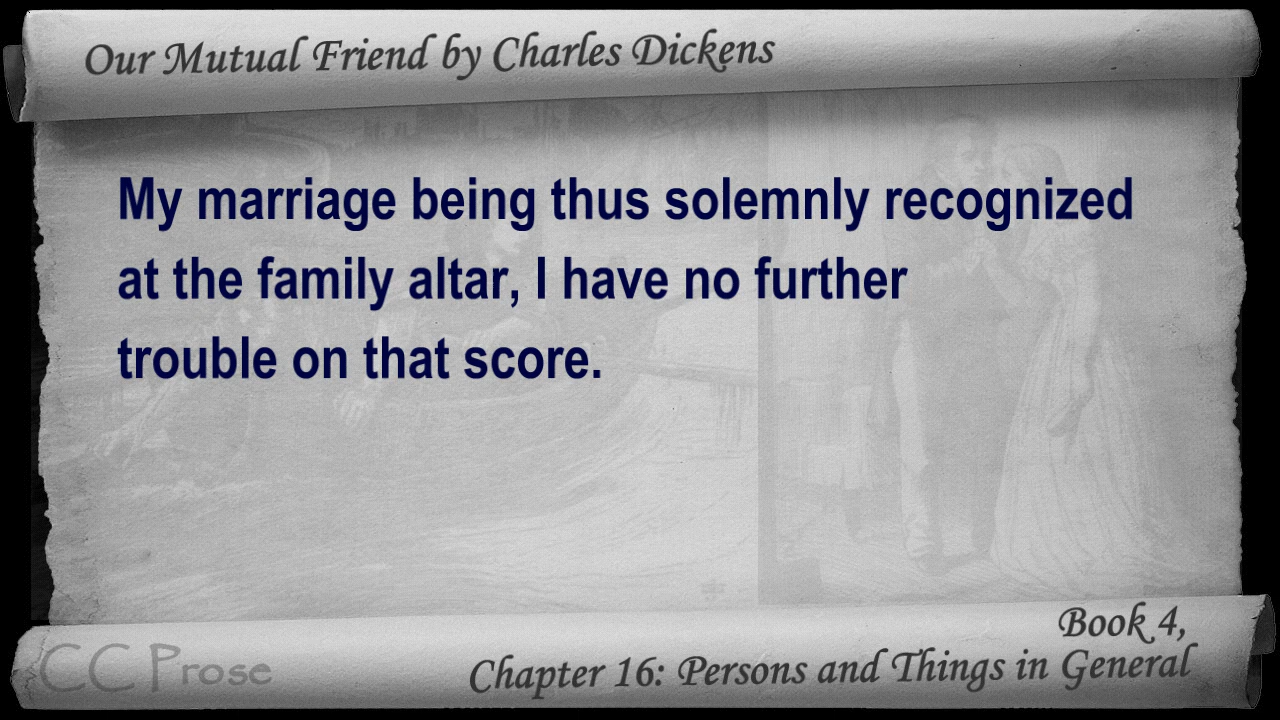 Our Mutual Friend by Charles Dickens
My marriage being thus solemnly recognized
at the family altar, I have no further
trouble on that score.
Book 4,
Chapter 16: Persons and Things in General
CC Prose